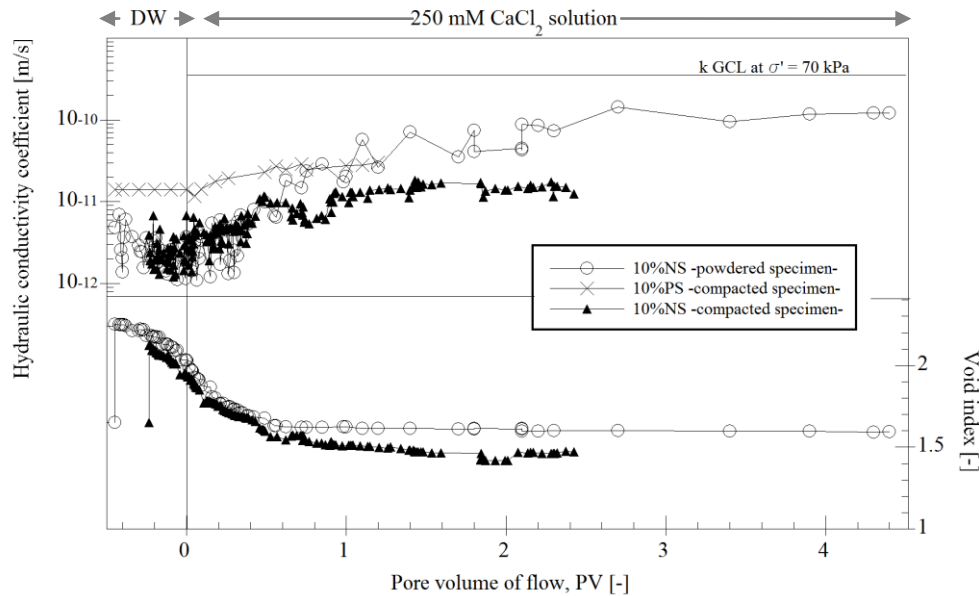 DW
250 mM CaCl₂ solution
Hydraulic conductivity coefficient [m/s]
k GCL at σ' = 70 kPa
10-10
10-11
10-12
10%NS -powdered specimen-
10%PS -compacted specimen-
10%NS -compacted specimen-
2
1.5
1
Void index [-]
0
1
2
3
4
Pore volume of flow, PV [-]